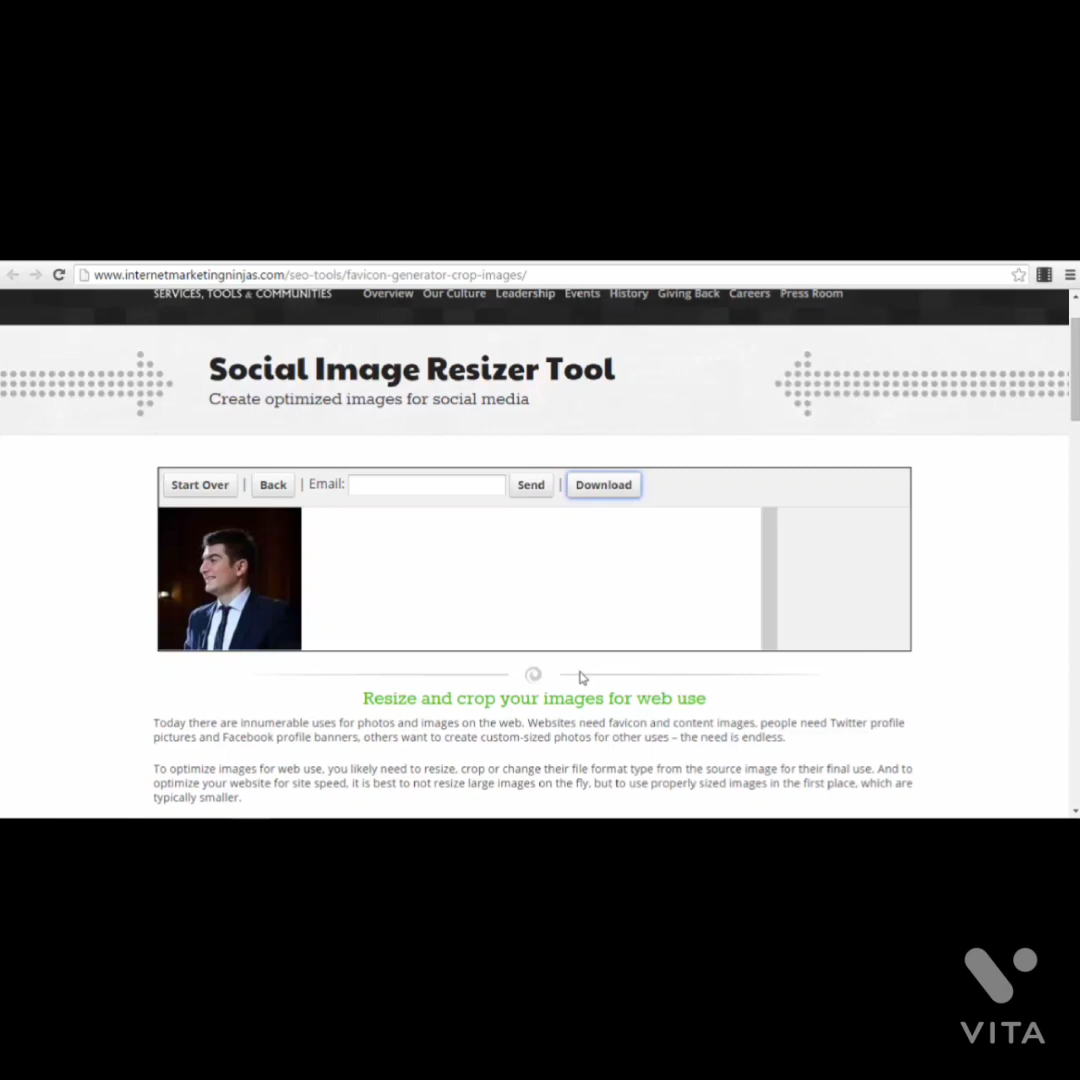 www.internetmarketingninjas.com/seo-tools/favicon-generator-crop-images/
SERVICES, TOOLS & COMMUNITIES Overview Our Culture Leadership Events History Giving Back Careers Press Room
Social Image Resizer Tool
Create optimized images for social media
Start Over | Back | Email: Send | Download
Resize and crop your images for web use
Today there are innumerable uses for photos and images on the web. Websites need favicon and content images, people need Twitter profile
pictures and Facebook profile banners, others want to create custom-sized photos for other uses – the need is endless.
To optimize images for web use, you likely need to resize, crop or change their file format type from the source image for their final use. And to
optimize your website for site speed, it is best to not resize large images on the fly, but to use properly sized images in the first place, which are
typically smaller.
VITA